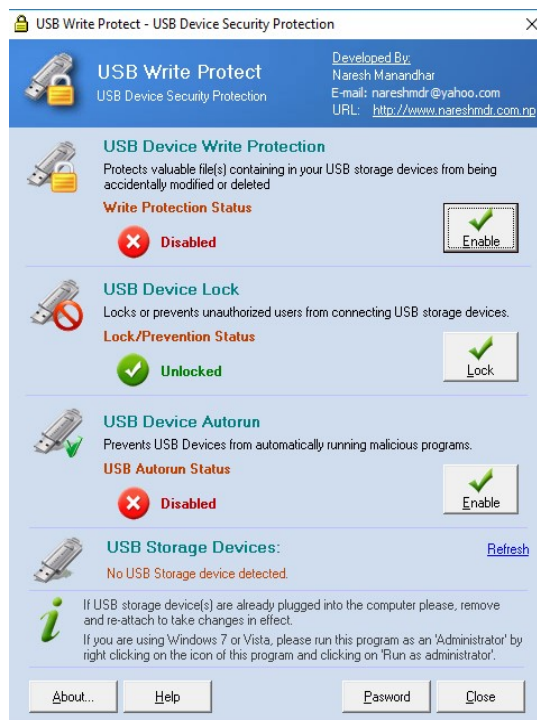 USB Write Protect - USB Device Security Protection
USB Write Protect
USB Device Security Protection
Developed By:
Naresh Manandhar
E-mail: nareshmdr@yahoo.com
URL: http://www.nareshmdr.com.np
USB Device Write Protection
Protects valuable file(s) containing in your USB storage devices from being
accidentally modified or deleted
Write Protection Status
Disabled
Enable
USB Device Lock
Locks or prevents unauthorized users from connecting USB storage devices.
Lock/Prevention Status
Unlocked
Lock
USB Device Autorun
Prevents USB Devices from automatically running malicious programs.
USB Autorun Status
Disabled
Enable
USB Storage Devices:
Refresh
No USB Storage device detected.
If USB storage device(s) are already plugged into the computer please, remove
and re-attach to take changes in effect.
If you are using Windows 7 or Vista, please run this program as an 'Administrator' by
right clicking on the icon of this program and clicking on 'Run as administrator'.
About...
Help
Pasword
Close